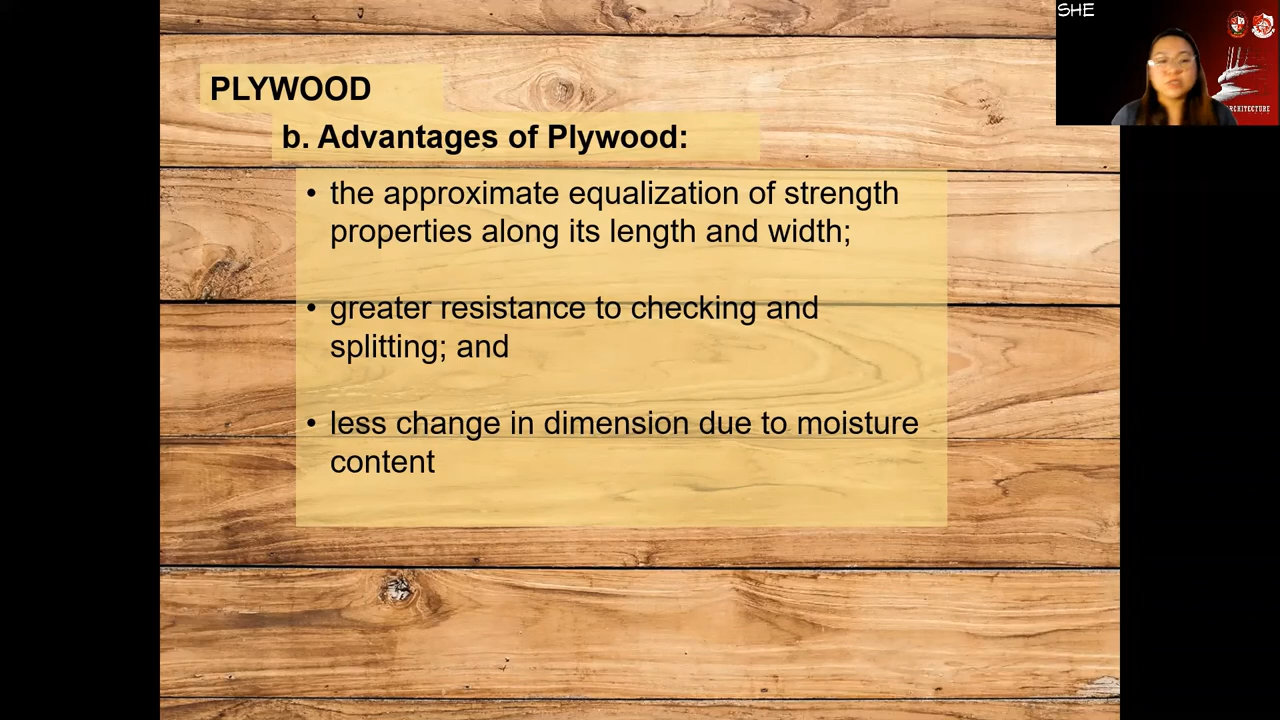 SHE
PLYWOOD
b. Advantages of Plywood:
• the approximate equalization of strength
properties along its length and width;
• greater resistance to checking and
splitting; and
• less change in dimension due to moisture
content